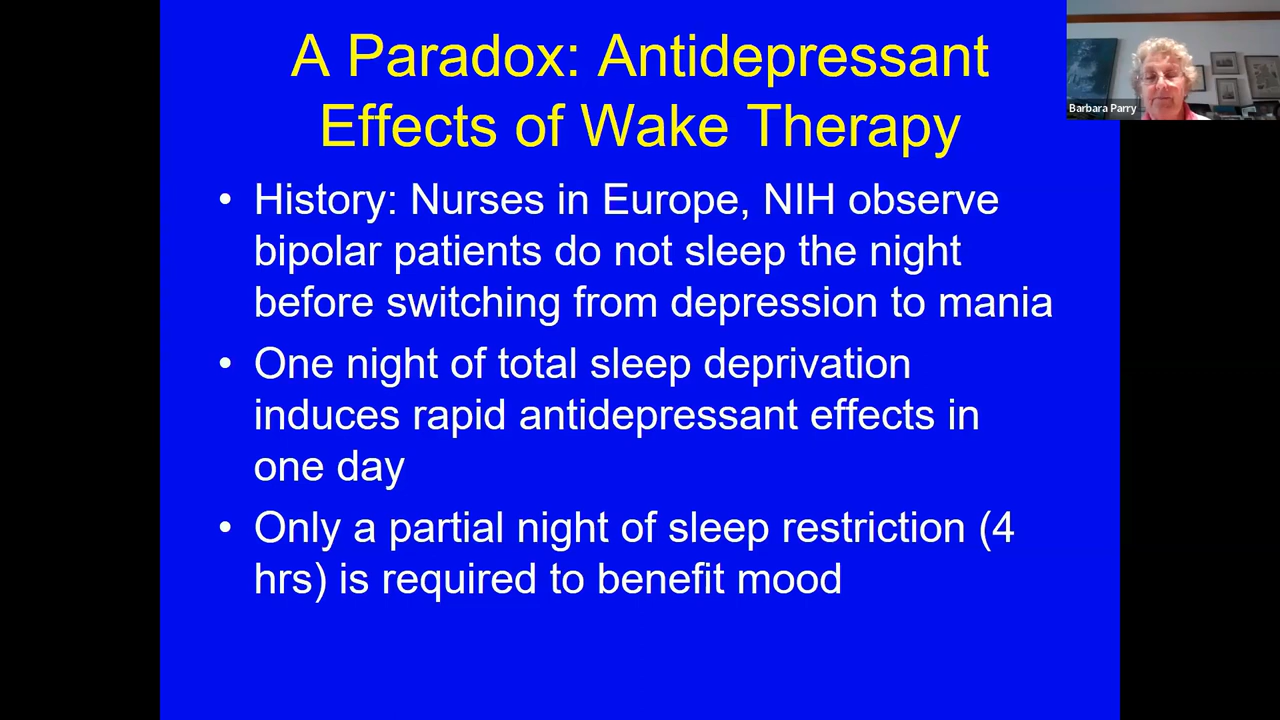 A Paradox: Antidepressant
Effects of Wake Therapy
• History: Nurses in Europe, NIH observe
bipolar patients do not sleep the night
before switching from depression to mania
• One night of total sleep deprivation
induces rapid antidepressant effects in
one day
• Only a partial night of sleep restriction (4
hrs) is required to benefit mood
Barbara Parry